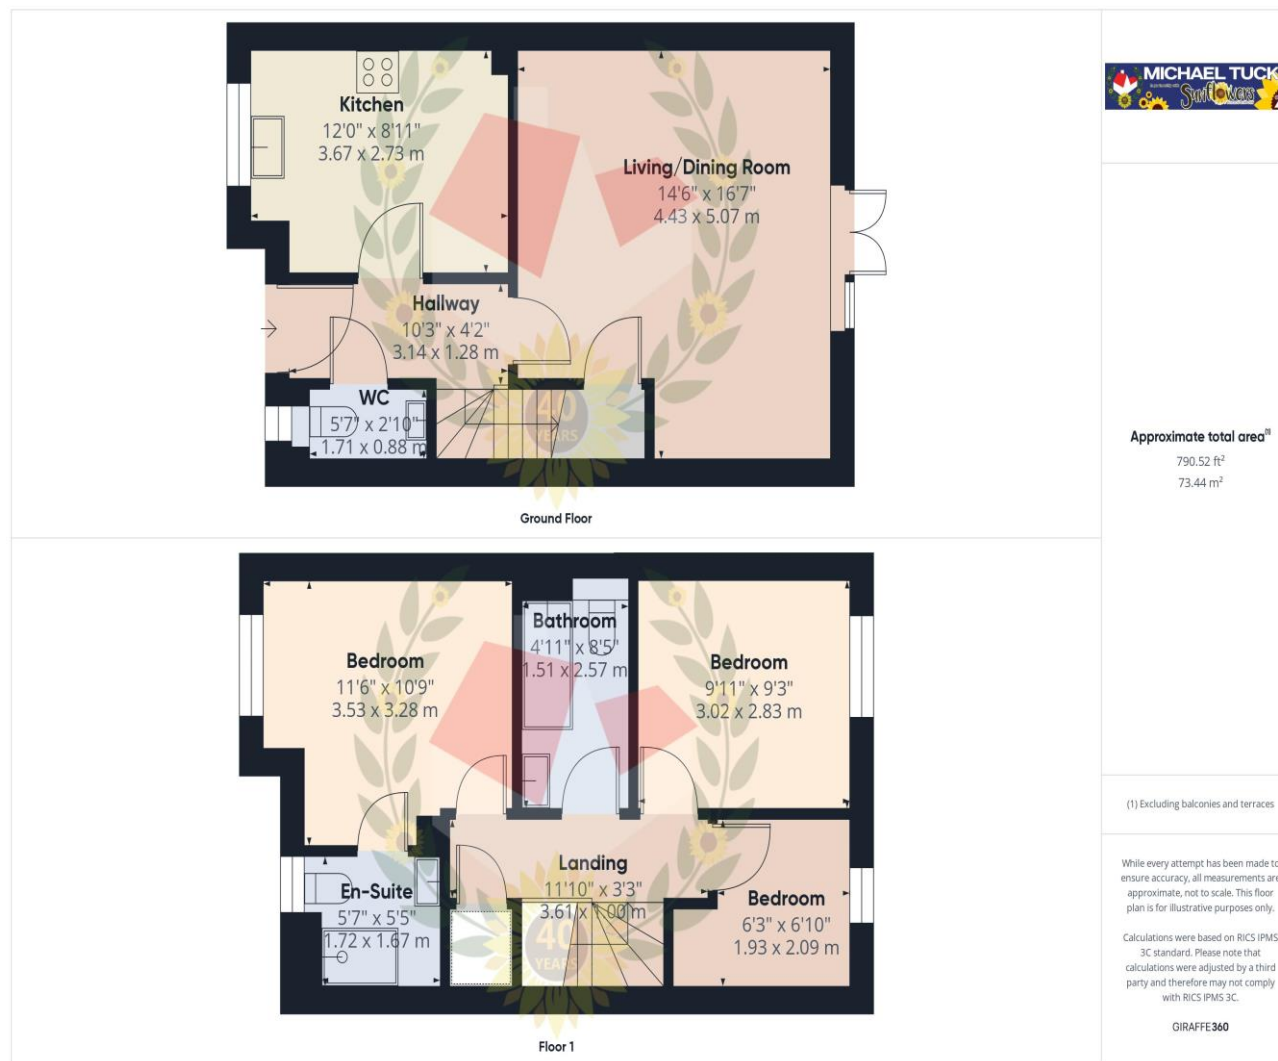 Kitchen
12'0" x 8'11"
3.67 x 2.73 m
Living/Dining Room
14'6" x 16'7"
4.43 x 5.07 m
Hallway
10'3" x 4'2"
3.14 x 1.28 m
WC
5'7" x 2'10"
1.71 x 0.88 m
40
YEARS
Ground Floor
Bedroom
11'6" x 10'9"
3.53 x 3.28 m
Bathroom
4'11" x 8'5"
1.51 x 2.57 m
Bedroom
9'11" x 9'3"
3.02 x 2.83 m
Landing
11'10" x 3'3"
3.61 x 1.00 m
En-Suite
5'7" x 5'5"
1.72 x 1.67 m
Bedroom
6'3" x 6'10"
1.93 x 2.09 m
40
YEARS
Floor 1
MICHAEL TUCK
Sunflowers
Approximate total area(1)
790.52 ft²
73.44 m²
(1) Excluding balconies and terraces
While every attempt has been made to
ensure accuracy, all measurements are
approximate, not to scale. This floor
plan is for illustrative purposes only.
Calculations were based on RICS IPMS
3C standard. Please note that
calculations were adjusted by a third
party and therefore may not comply
with RICS IPMS 3C.
GIRAFFE360